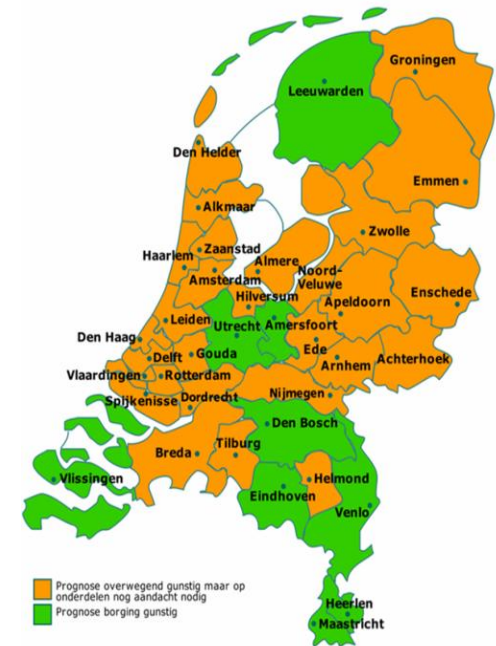 Groningen
Leeuwarden
Den Helder
Emmen
Alkmaar
Zwolle
Zaanstad
Haarlem
Almere
Amsterdam
Noord-
Veluwe
Enschede
Hilversum
Apeldoorn
Leiden
Utrecht
Amersfoort
Den Haag
Gouda
Ede
Delft
Arnhem
Achterhoek
Vlaardingen
Rotterdam
Nijmegen
Spijkenisse
Dordrecht
Den Bosch
Tilburg
Breda
Vlissingen
Helmond
Eindhoven
Venlo
Prognose overwegend gunstig maar op
onderdelen nog aandacht nodig
Prognose borging gunstig
Heerlen
Maastricht